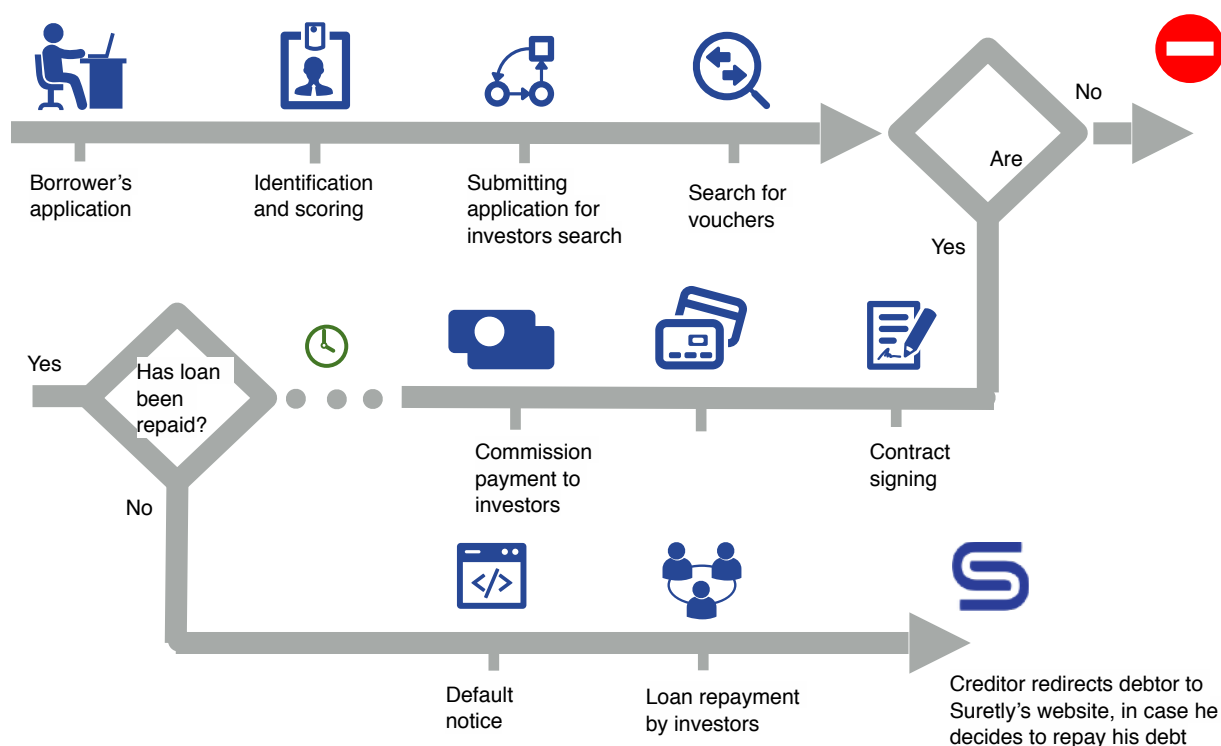 Borrower’s
application
Identification
and scoring
Submitting
application for
investors search
Search for
vouchers
Are
No
Yes
Yes
Has loan
been
repaid?
Commission
payment to
investors
Contract
signing
No
Default
notice
Loan repayment
by investors
Creditor redirects debtor to
Suretly’s website, in case he
decides to repay his debt